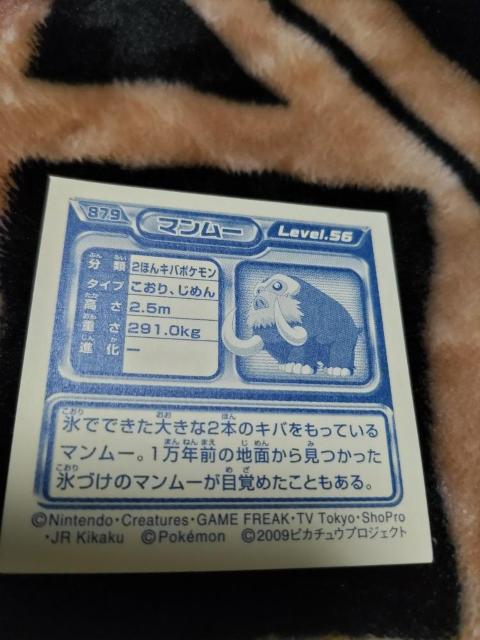 879
マンムー
Level.56
分類 2ほんキバポケモン
タイプ こおり、じめん
高さ 2.5m
重さ 291.0kg
進化 ー
氷でできた大きな2本のキバをもっている
マンムー。1万年前の地面から見つかった
氷づけのマンムーが目覚めたこともある。
©Nintendo・Creatures・GAME FREAK・TV Tokyo・ShoPro
・JR Kikaku ©Pokémon ©2009ピカチュウプロジェクト